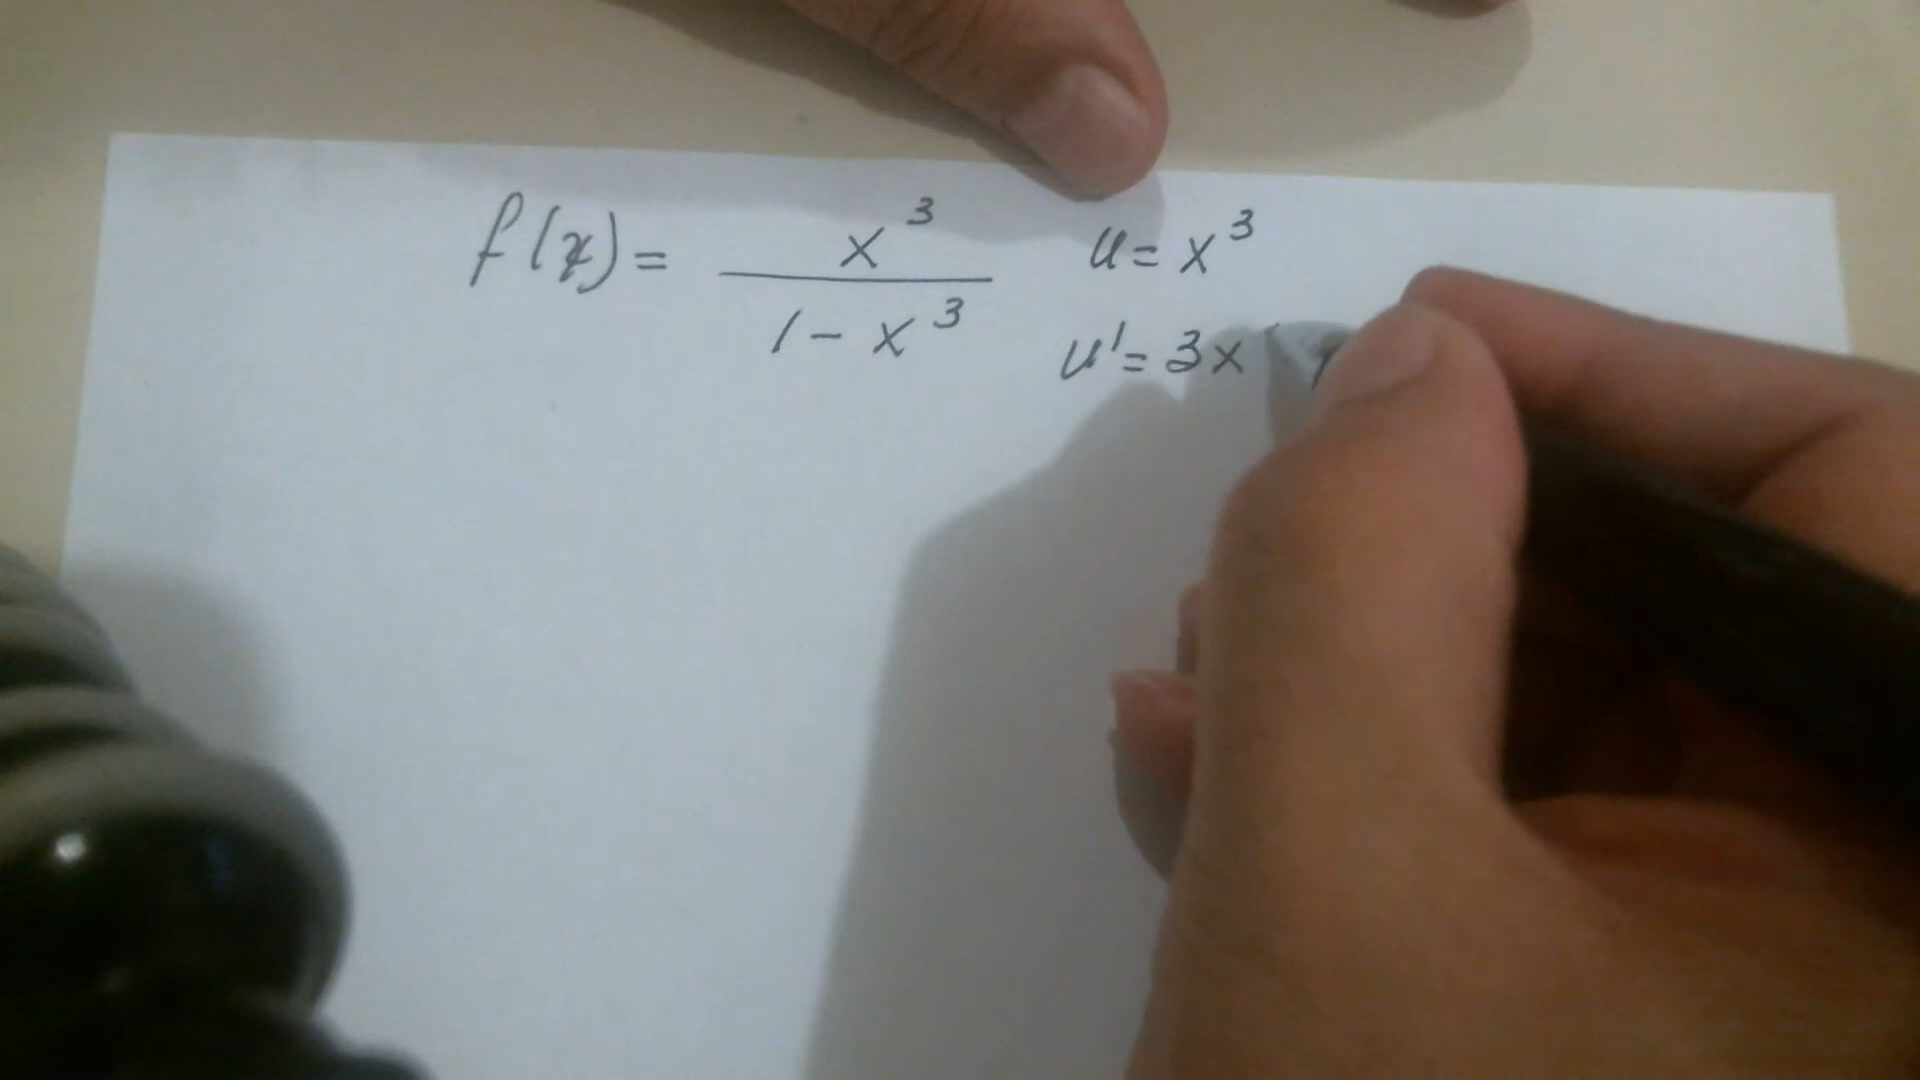 f(x) = x³ / 1 - x³
u = x³
u' = 3x